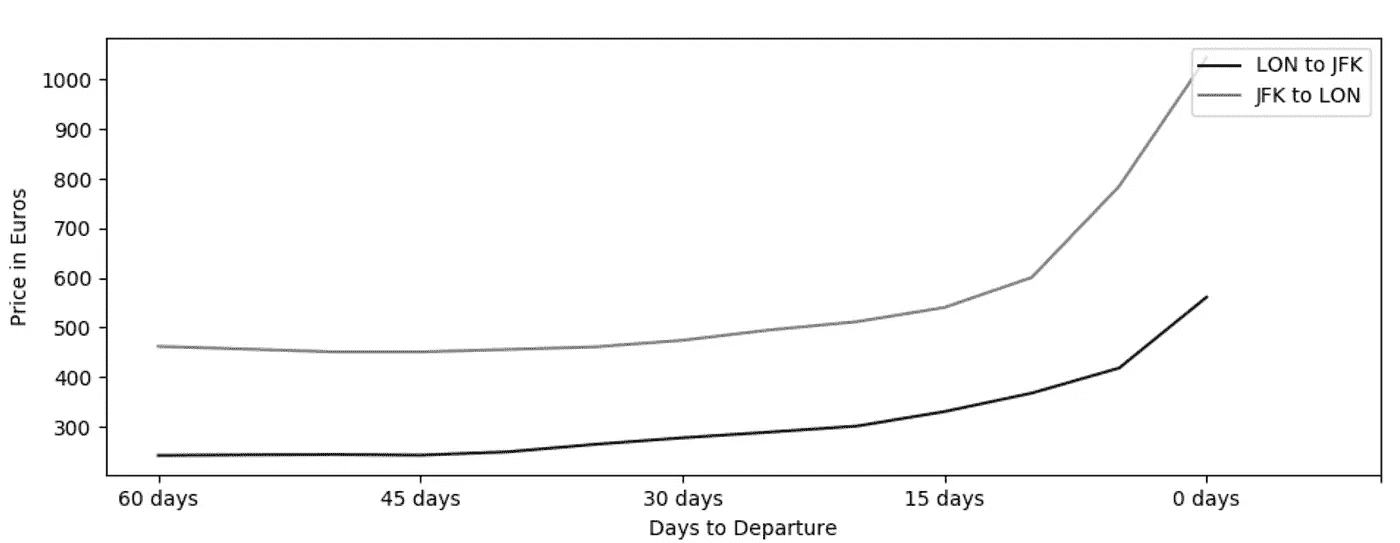 1000
900
800
700
600
500
400
300
Price in Euros
LON to JFK
JFK to LON
60 days
45 days
30 days
15 days
0 days
Days to Departure